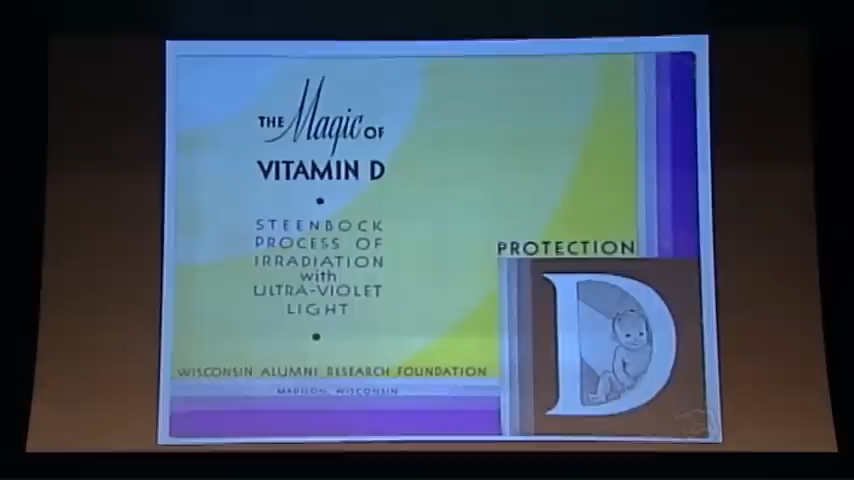 THE Magic OF
VITAMIN D
•
STEENBOCK
PROCESS OF
IRRADIATION
with
ULTRA-VIOLET
LIGHT
•
WISCONSIN ALUMNI RESEARCH FOUNDATION
MADISON, WISCONSIN
PROTECTION
D